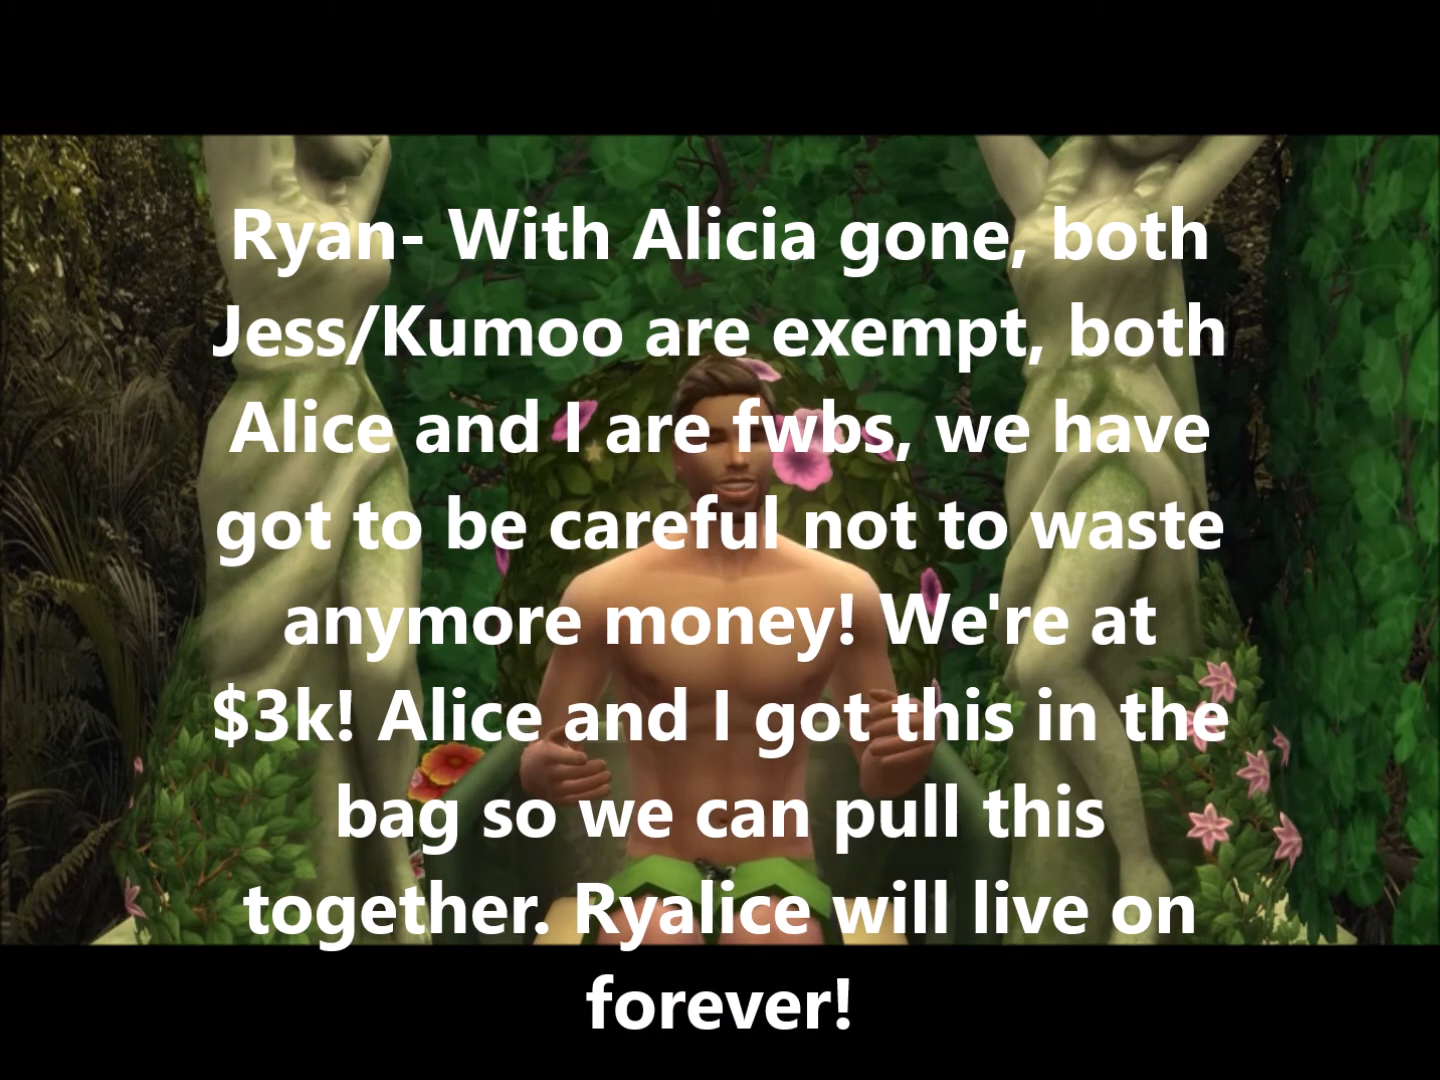 Ryan- With Alicia gone, both
Jess/Kumoo are exempt, both
Alice and I are fwbs, we have
got to be careful not to waste
anymore money! We're at
$3k! Alice and I got this in the
bag so we can pull this
together. Ryalice will live on
forever!